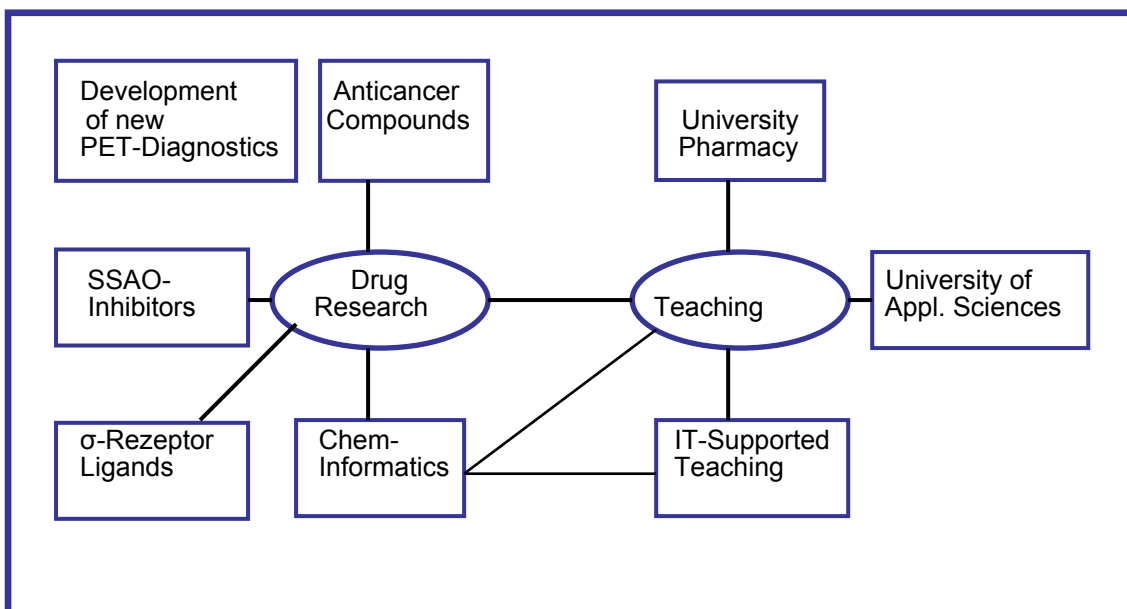 Development
of new
PET-Diagnostics
Anticancer
Compounds
University
Pharmacy
SSAO-
Inhibitors
Drug
Research
Teaching
University of
Appl. Sciences
σ-Rezeptor
Ligands
Chem-
Informatics
IT-Supported
Teaching